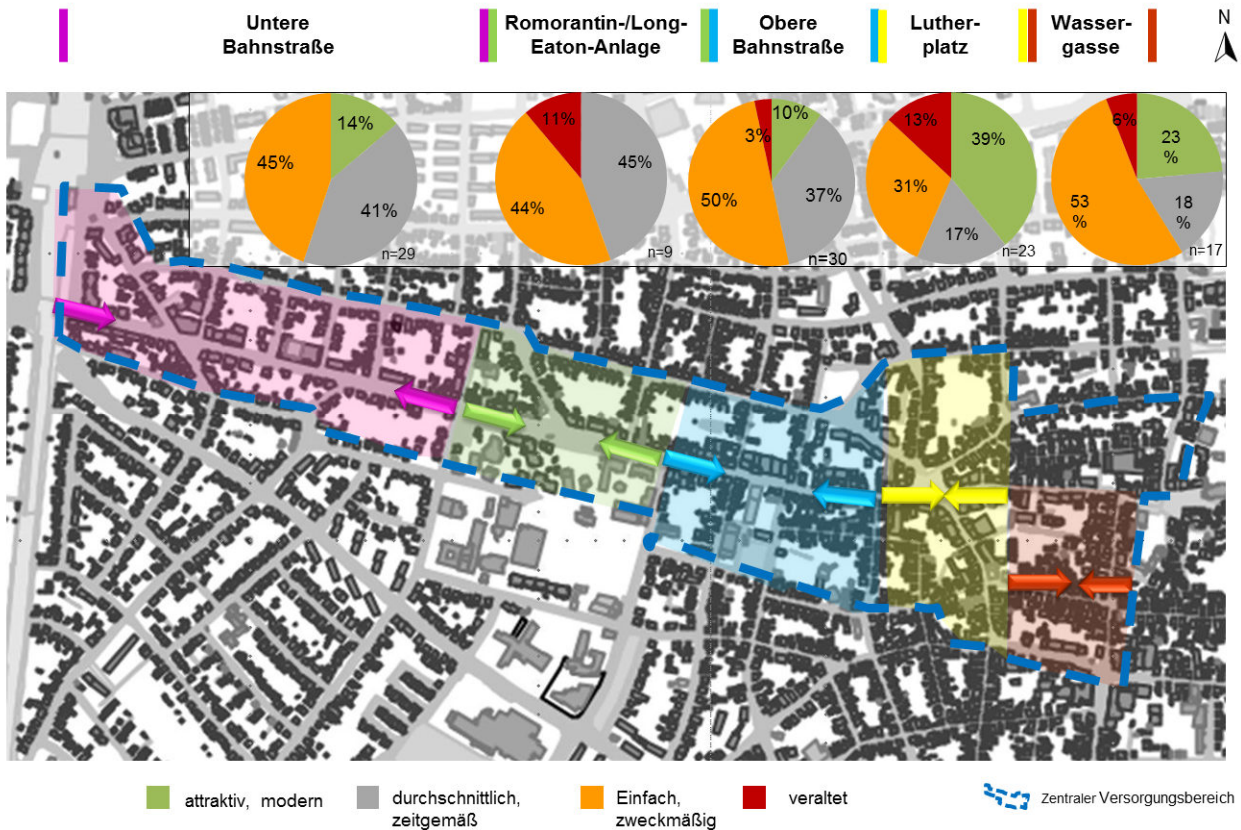 Untere
Bahnstraße
Romorantin-/Long-
Eaton-Anlage
Obere
Bahnstraße
Luther-
platz
Wasser-
gasse
N
14%
41%
45%
n=29
11%
45%
44%
n=9
3%
10%
37%
50%
n=30
13%
39%
31%
17%
n=23
6%
23
%
18
%
53
%
n=17
attraktiv, modern
durchschnittlich,
zeitgemäß
Einfach,
zweckmäßig
veraltet
Zentraler Versorgungsbereich